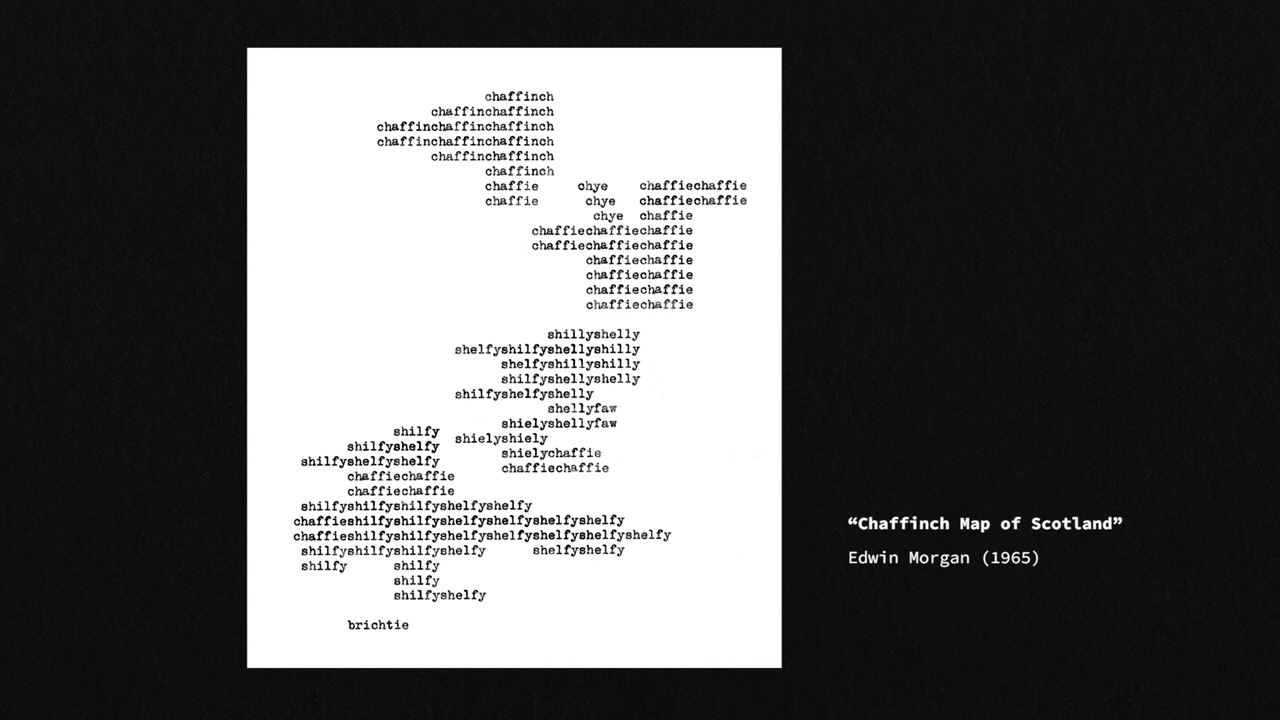 chaffinch
chaffinchaffinch
chaffinchaffinchaffinch
chaffinchaffinchaffinch
chaffinchaffinch
chaffinch
chaffie chye chaffiechaffie
chaffie chye chaffiechaffie
chye chaffie
chaffiechaffiechaffie
chaffiechaffiechaffie
chaffiechaffie
chaffiechaffie
chaffiechaffie
chaffiechaffie
shillyshelly
shelfyshilfyshellyshilly
shelfyshillyshilly
shilfyshellyshelly
shilfyshelfyshelly
shellyfaw
shielyshellyfaw
shilfy
shielyshiely
shilfyshelfy
shielychaffie
shilfyshelfyshelfy
chaffiechaffie
chaffiechaffie
chaffiechaffie
shilfyshilfyshilfyshelfyshelfy
chaffieshilfyshilfyshelfyshelfyshelfyshelfy
chaffieshilfyshilfyshelfyshelfyshelfyshelfyshelfy
shilfyshilfyshilfyshelfy shelfyshelfy
shilfy shilfy
shilfy
shilfyshelfy
brichtie
“Chaffinch Map of Scotland”
Edwin Morgan (1965)